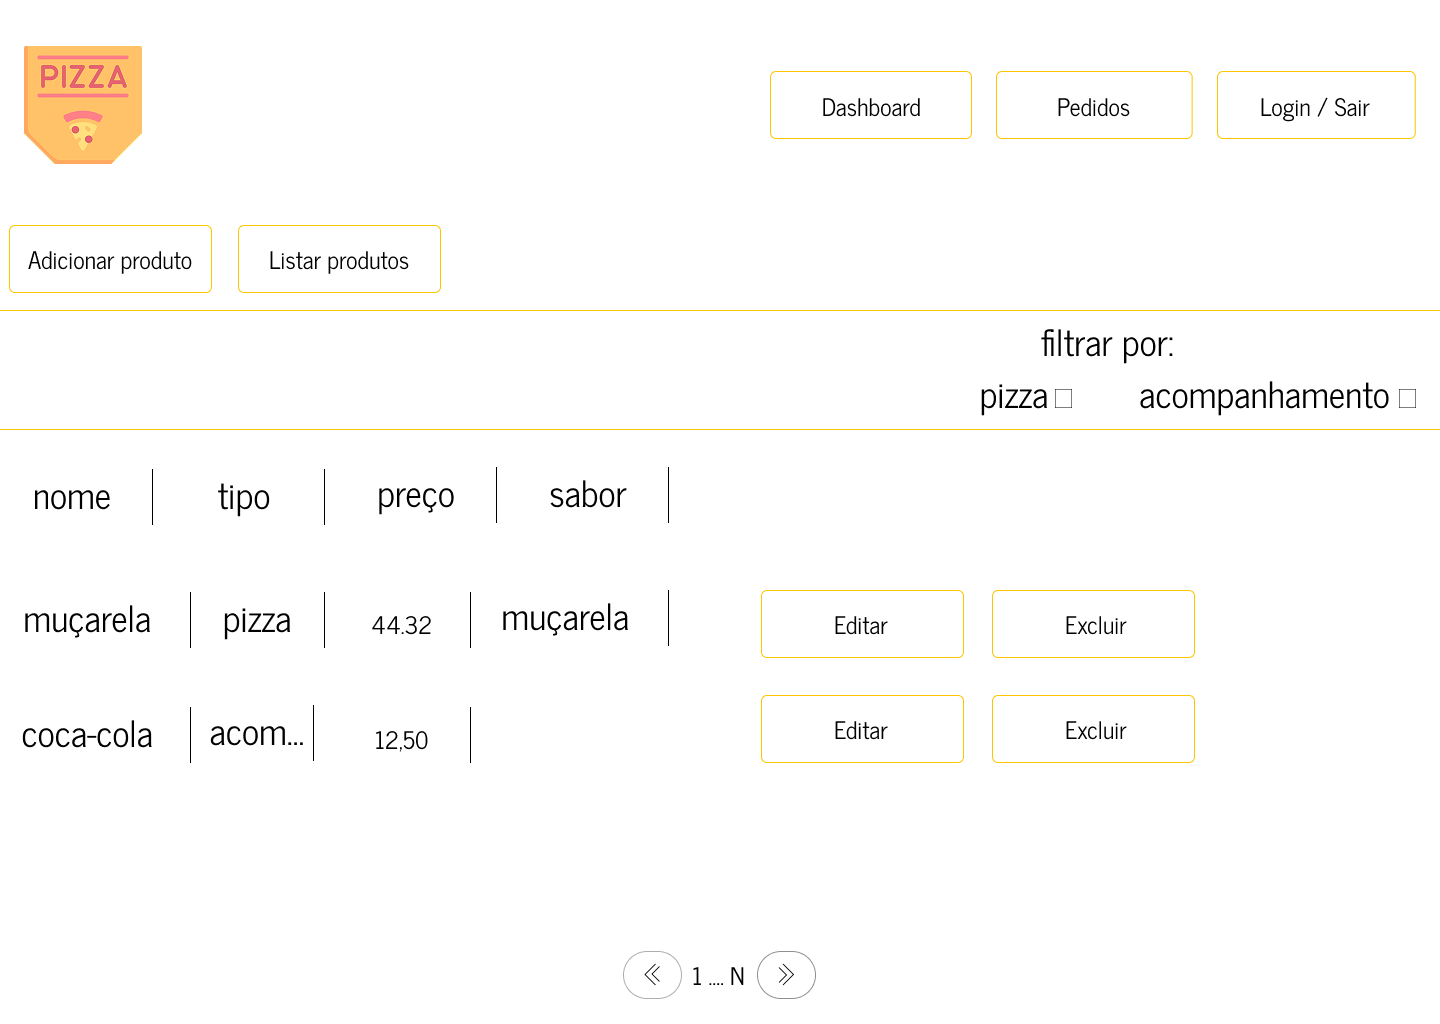 PIZZA
Dashboard Pedidos Login / Sair
Adicionar produto Listar produtos
filtrar por:
pizza acompanhamento
nome tipo preço sabor
muçarela pizza 44.32 muçarela Editar Excluir
coca-cola acom... 12,50 Editar Excluir
1 .... N